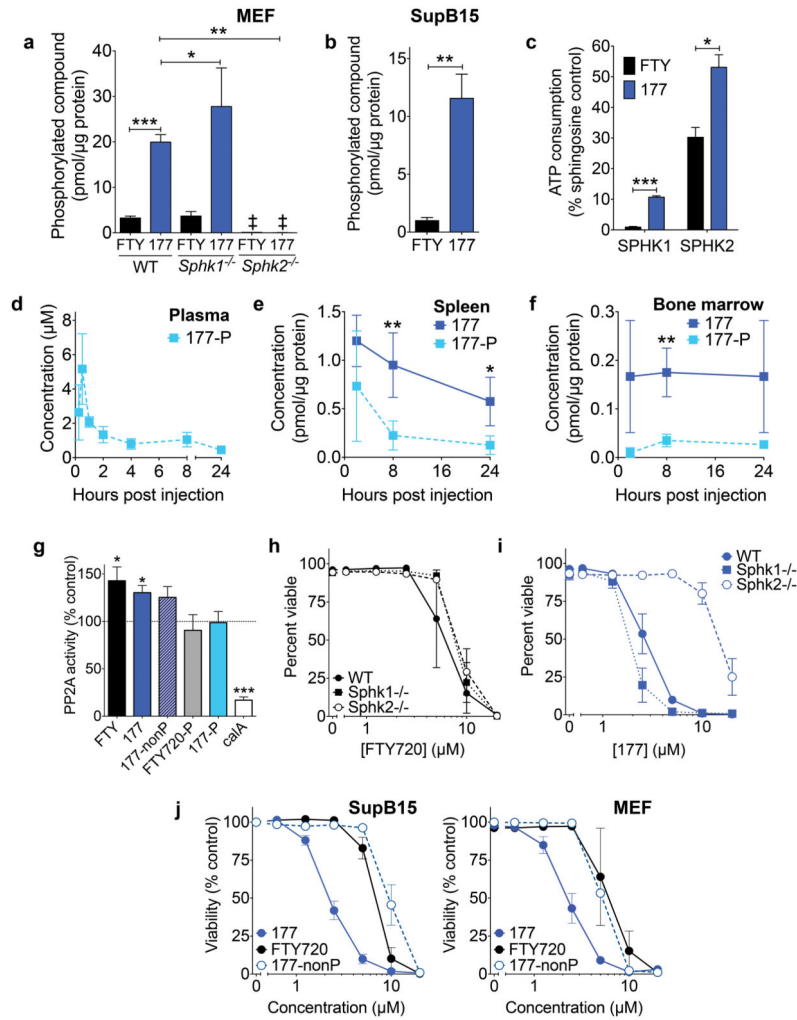 MEF
SupB15
a
Phosphorylated compound
(pmol/µg protein)
40
30
20
10
0
***
*
**
‡ ‡
FTY 177 FTY 177 FTY 177
WT Sphk1-/- Sphk2-/-
b
Phosphorylated compound
(pmol/µg protein)
15
10
5
0
**
FTY 177
c
ATP consumption
(% sphingosine control)
60
50
40
30
20
10
0
FTY
177
***
*
SPHK1 SPHK2
d
Plasma
177-P
Concentration (µM)
8
6
4
2
0
0 2 4 8 24
Hours post injection
e
Spleen
177
177-P
Concentration
(pmol/µg protein)
1.5
1.0
0.5
0.0
**
*
0 8 16 24
Hours post injection
f
Bone marrow
177
177-P
Concentration
(pmol/µg protein)
0.3
0.2
0.1
0.0
**
0 8 16 24
Hours post injection
g
PP2A activity (% control)
150
100
50
0
*
*
***
FTY
177
177-nonP
FTY720-P
177-P
calA
h
Percent viable
100
75
50
25
0
WT
Sphk1-/-
Sphk2-/-
0 1 10
[FTY720] (µM)
i
Percent viable
100
75
50
25
0
WT
Sphk1-/-
Sphk2-/-
0 1 10
[177] (µM)
j
SupB15
Viability (% control)
100
75
50
25
0
177
FTY720
177-nonP
0 1 10
Concentration (µM)
MEF
Viability (% control)
100
75
50
25
0
177
FTY720
177-nonP
0 1 10
Concentration (µM)